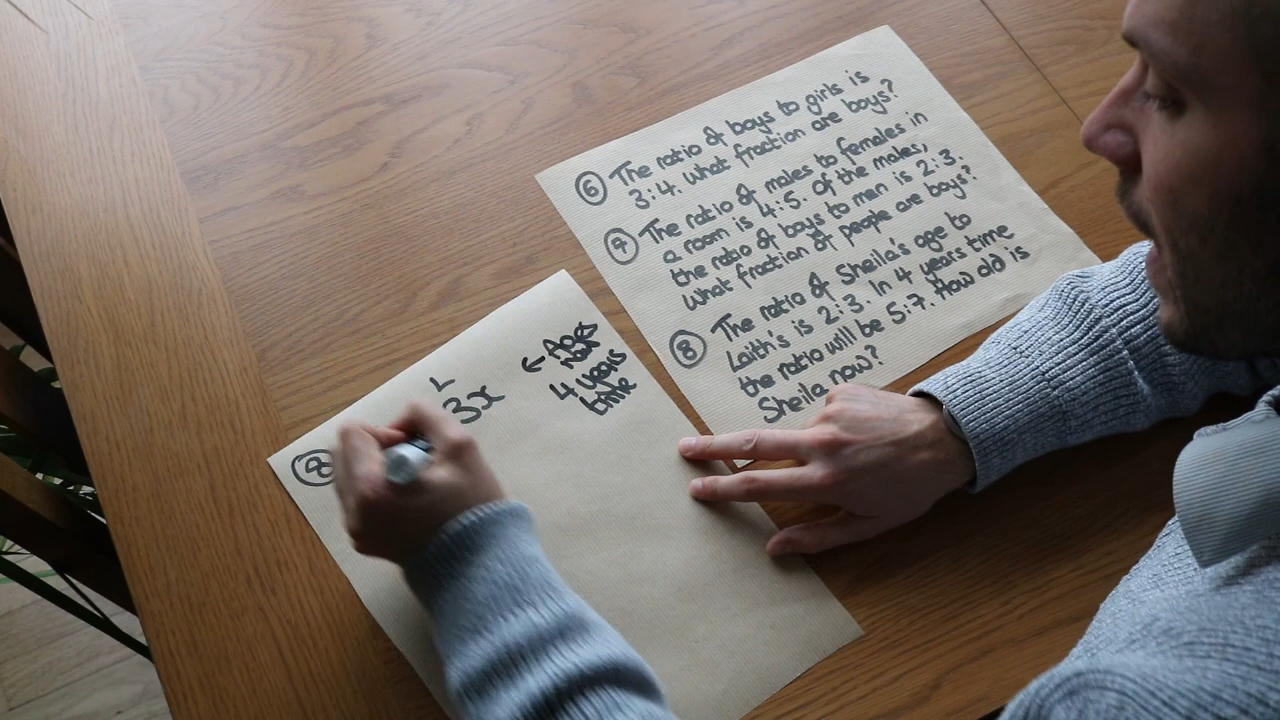 ⑥ The ratio of boys to girls is
3:4. What fraction are boys?
⑦ The ratio of males to females in
a room is 4:5. Of the males,
the ratio of boys to men is 2:3.
What fraction of people are boys?
⑧ The ratio of Sheila's age to
Laith's is 2:3. In 4 years time
the ratio will be 5:7. How old is
Sheila now?
⑧
L
3x
← Ages
Now
4 years
time